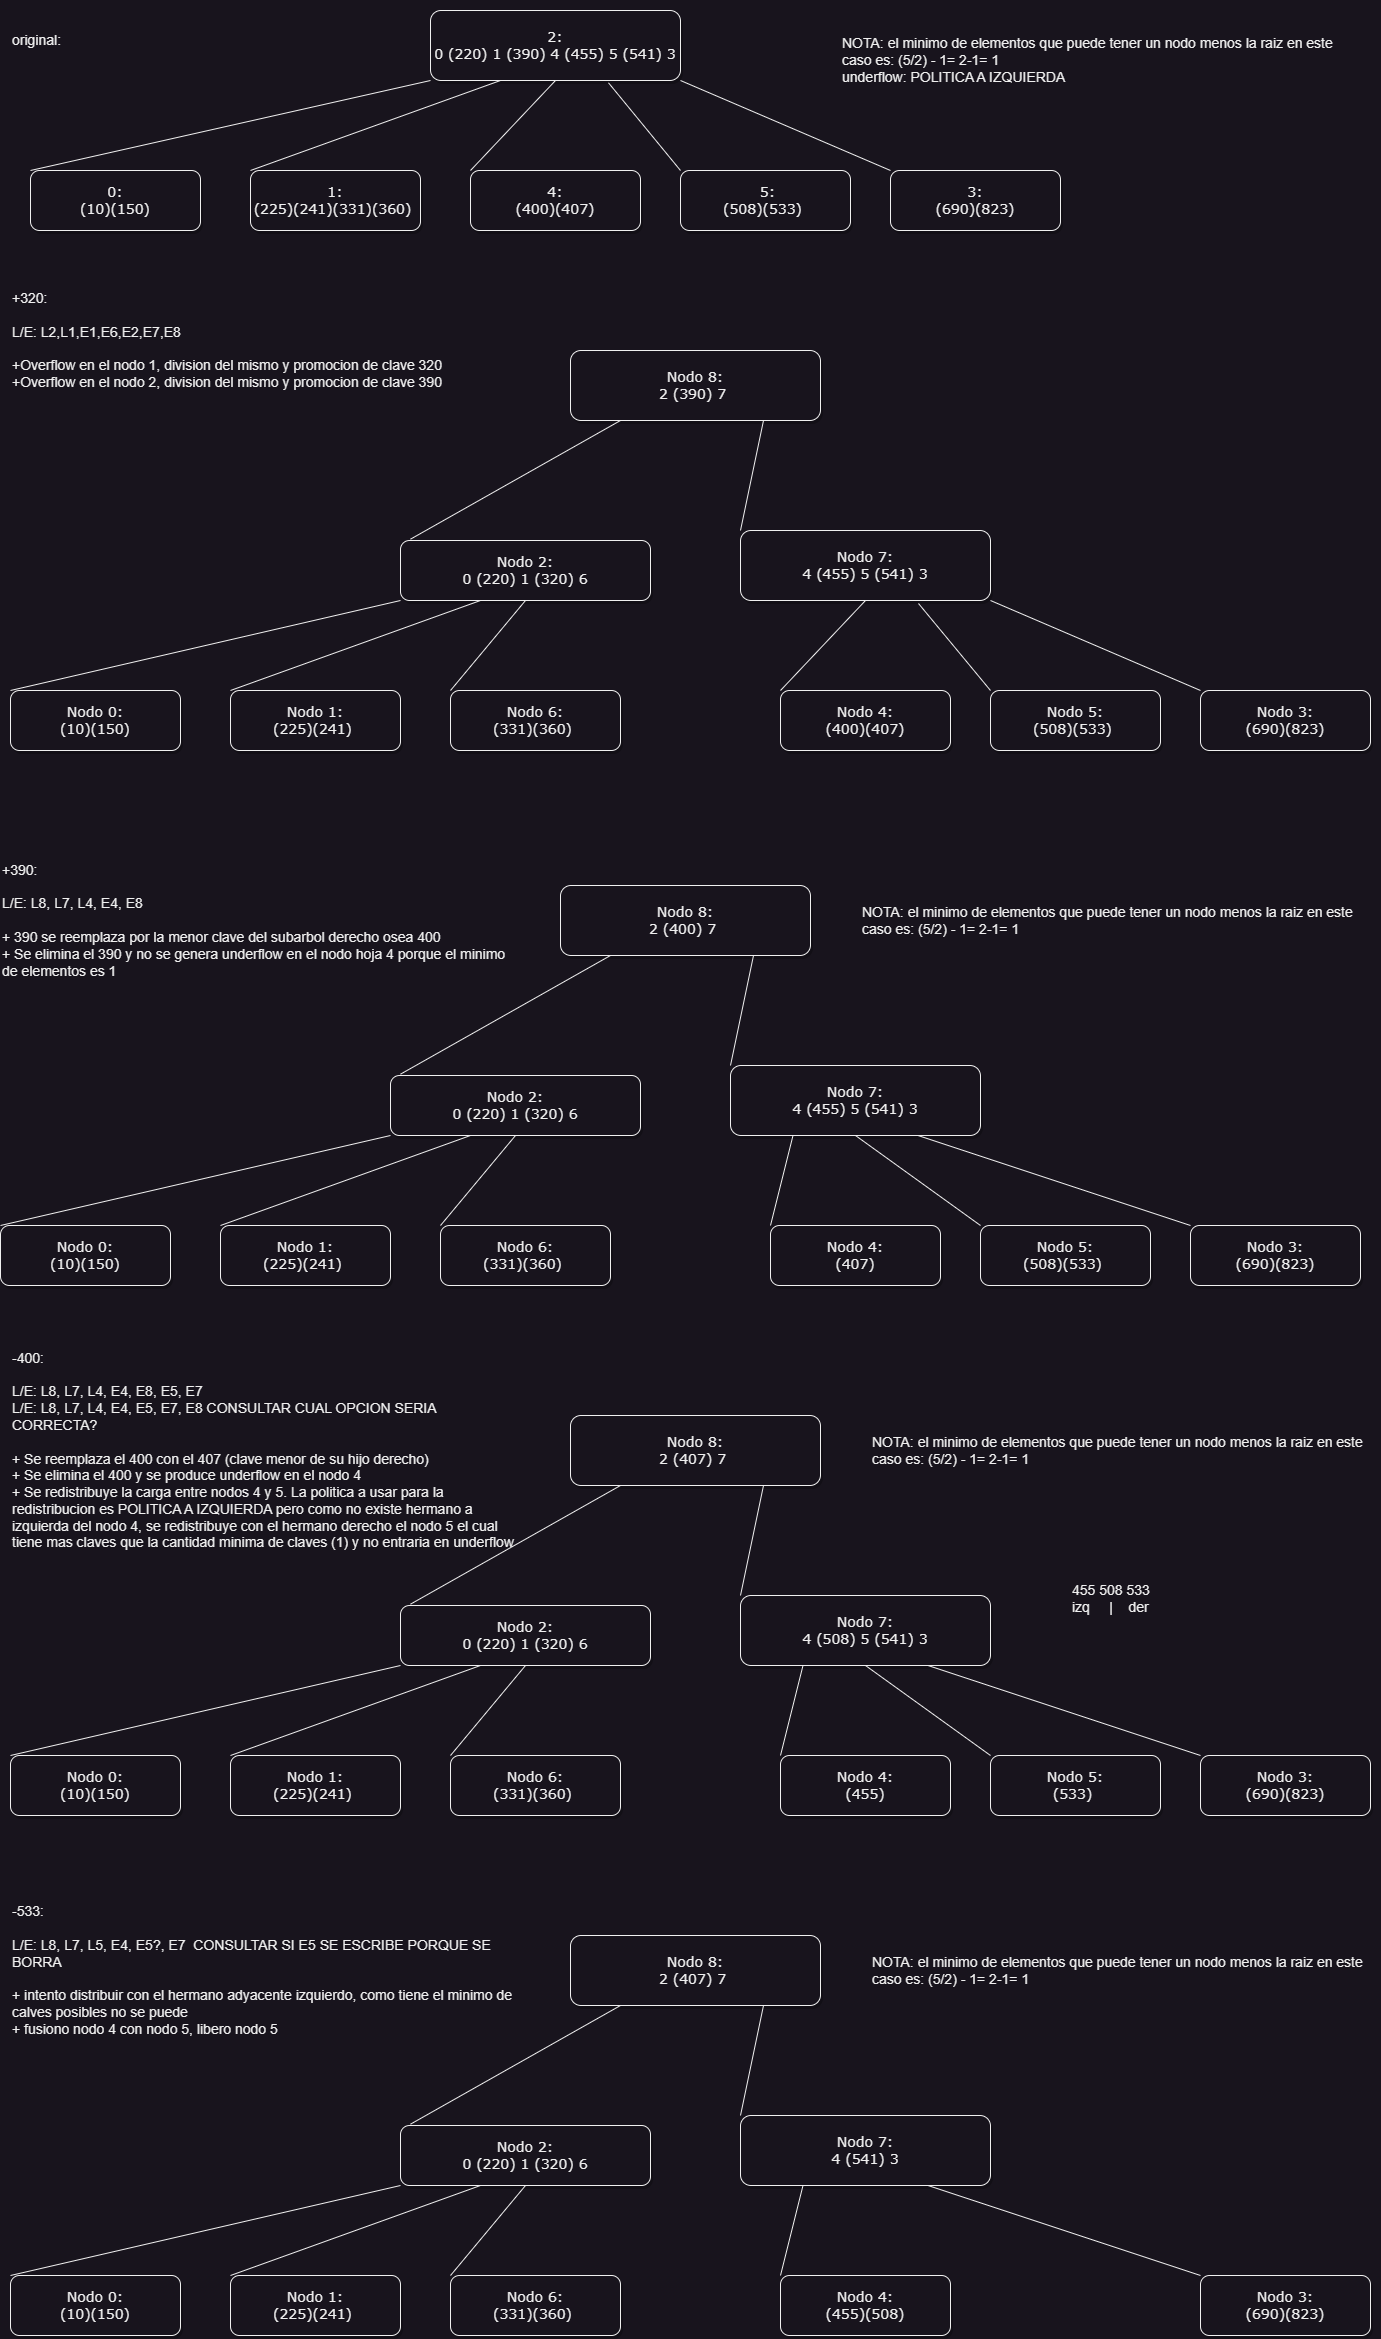 original:
2:
0 (220) 1 (390) 4 (455) 5 (541) 3
NOTA: el minimo de elementos que puede tener un nodo menos la raiz en este
caso es: (5/2) - 1= 2-1= 1
underflow: POLITICA A IZQUIERDA
0:
(10)(150)
1:
(225)(241)(331)(360)
4:
(400)(407)
5:
(508)(533)
3:
(690)(823)
+320:
L/E: L2,L1,E1,E6,E2,E7,E8
+Overflow en el nodo 1, division del mismo y promocion de clave 320
+Overflow en el nodo 2, division del mismo y promocion de clave 390
Nodo 8:
2 (390) 7
Nodo 2:
0 (220) 1 (320) 6
Nodo 7:
4 (455) 5 (541) 3
Nodo 0:
(10)(150)
Nodo 1:
(225)(241)
Nodo 6:
(331)(360)
Nodo 4:
(400)(407)
Nodo 5:
(508)(533)
Nodo 3:
(690)(823)
+390:
L/E: L8, L7, L4, E4, E8
+ 390 se reemplaza por la menor clave del subarbol derecho osea 400
+ Se elimina el 390 y no se genera underflow en el nodo hoja 4 porque el minimo
de elementos es 1
Nodo 8:
2 (400) 7
NOTA: el minimo de elementos que puede tener un nodo menos la raiz en este
caso es: (5/2) - 1= 2-1= 1
Nodo 2:
0 (220) 1 (320) 6
Nodo 7:
4 (455) 5 (541) 3
Nodo 0:
(10)(150)
Nodo 1:
(225)(241)
Nodo 6:
(331)(360)
Nodo 4:
(407)
Nodo 5:
(508)(533)
Nodo 3:
(690)(823)
-400:
L/E: L8, L7, L4, E4, E8, E5, E7
L/E: L8, L7, L4, E4, E5, E7, E8 CONSULTAR CUAL OPCION SERIA
CORRECTA?
+ Se reemplaza el 400 con el 407 (clave menor de su hijo derecho)
+ Se elimina el 400 y se produce underflow en el nodo 4
+ Se redistribuye la carga entre nodos 4 y 5. La politica a usar para la
redistribucion es POLITICA A IZQUIERDA pero como no existe hermano a
izquierda del nodo 4, se redistribuye con el hermano derecho el nodo 5 el cual
tiene mas claves que la cantidad minima de claves (1) y no entraria en underflow
Nodo 8:
2 (407) 7
NOTA: el minimo de elementos que puede tener un nodo menos la raiz en este
caso es: (5/2) - 1= 2-1= 1
455 508 533
izq | der
Nodo 2:
0 (220) 1 (320) 6
Nodo 7:
4 (508) 5 (541) 3
Nodo 0:
(10)(150)
Nodo 1:
(225)(241)
Nodo 6:
(331)(360)
Nodo 4:
(455)
Nodo 5:
(533)
Nodo 3:
(690)(823)
-533:
L/E: L8, L7, L5, E4, E5?, E7 CONSULTAR SI E5 SE ESCRIBE PORQUE SE
BORRA
+ intento distribuir con el hermano adyacente izquierdo, como tiene el minimo de
calves posibles no se puede
+ fusiono nodo 4 con nodo 5, libero nodo 5
Nodo 8:
2 (407) 7
NOTA: el minimo de elementos que puede tener un nodo menos la raiz en este
caso es: (5/2) - 1= 2-1= 1
Nodo 2:
0 (220) 1 (320) 6
Nodo 7:
4 (541) 3
Nodo 0:
(10)(150)
Nodo 1:
(225)(241)
Nodo 6:
(331)(360)
Nodo 4:
(455)(508)
Nodo 3:
(690)(823)